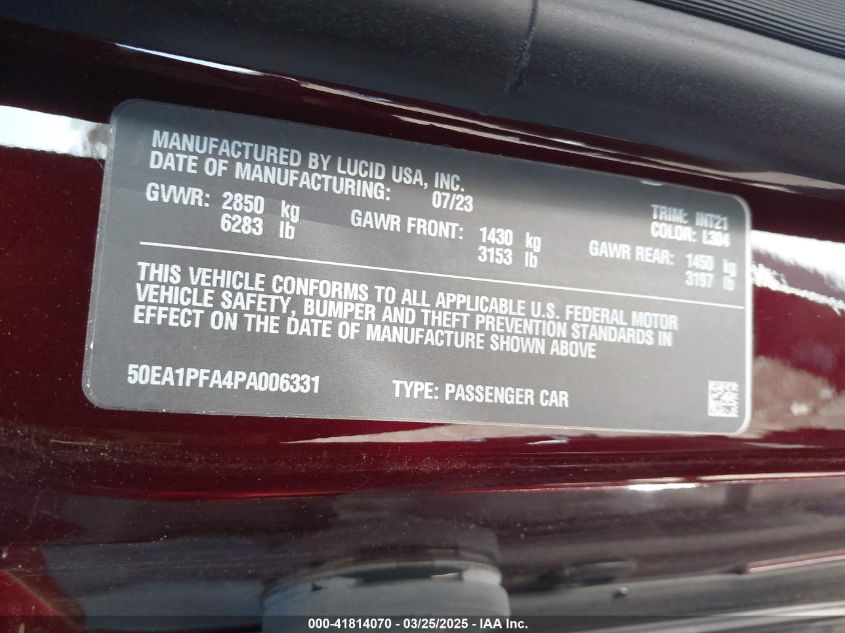 MANUFACTURED BY LUCID USA, INC.
DATE OF MANUFACTURING: 07/23
TRIM: INT21
COLOR: L304
GVWR: 2850 kg
6283 lb
GAWR FRONT: 1430 kg
3153 lb
GAWR REAR: 1450 kg
3197 lb
THIS VEHICLE CONFORMS TO ALL APPLICABLE U.S. FEDERAL MOTOR
VEHICLE SAFETY, BUMPER AND THEFT PREVENTION STANDARDS IN
EFFECT ON THE DATE OF MANUFACTURE SHOWN ABOVE
50EA1PFA4PA006331
TYPE: PASSENGER CAR
000-41814070 - 03/25/2025 - IAA Inc.